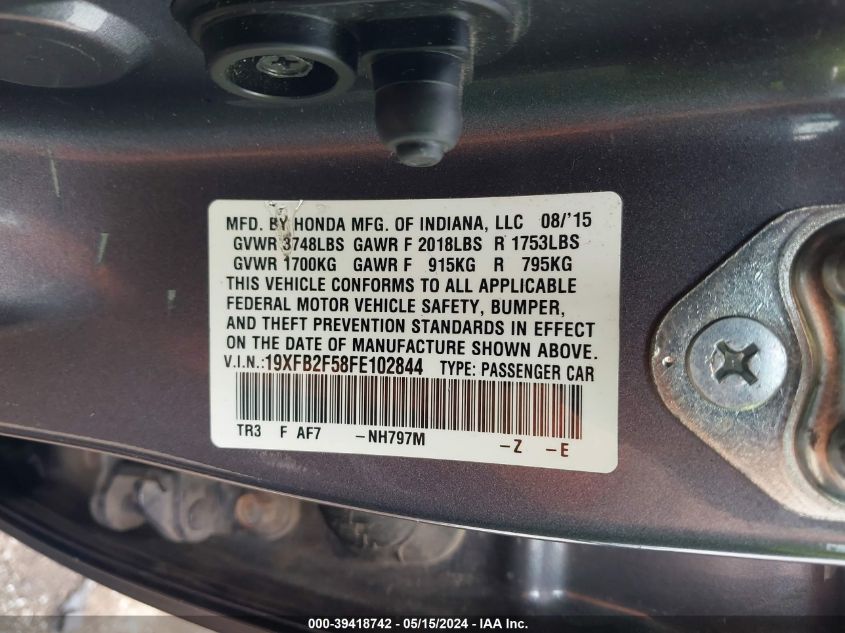 MFD. BY HONDA MFG. OF INDIANA, LLC 08/'15
GVWR 3748LBS GAWR F 2018LBS R 1753LBS
GVWR 1700KG GAWR F 915KG R 795KG
THIS VEHICLE CONFORMS TO ALL APPLICABLE
FEDERAL MOTOR VEHICLE SAFETY, BUMPER,
AND THEFT PREVENTION STANDARDS IN EFFECT
ON THE DATE OF MANUFACTURE SHOWN ABOVE.
V.I.N.:19XFB2F58FE102844 TYPE: PASSENGER CAR
TR3 F AF7 -NH797M -Z -E
000-39418742 - 05/15/2024 - IAA Inc.